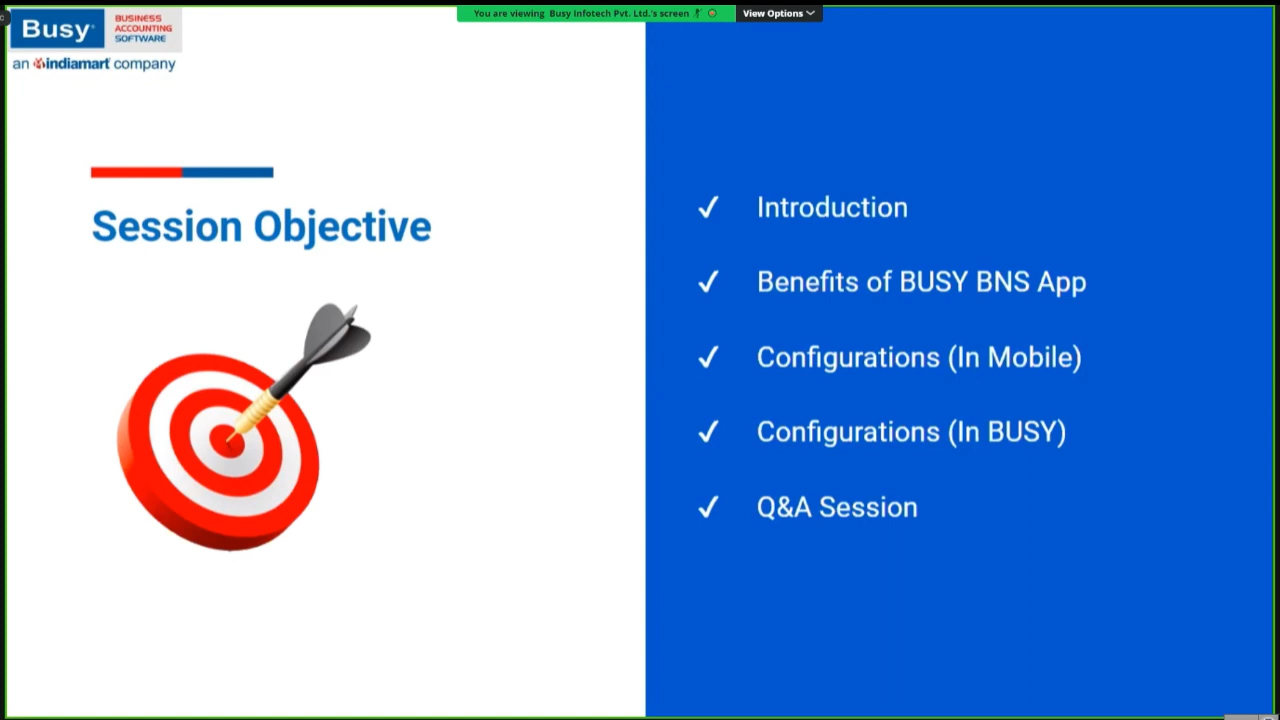 You are viewing Busy Infotech Pvt. Ltd.'s screen
View Options
Busy
BUSINESS
ACCOUNTING
SOFTWARE
an indiamart company
Session Objective
✓ Introduction
✓ Benefits of BUSY BNS App
✓ Configurations (In Mobile)
✓ Configurations (In BUSY)
✓ Q&A Session